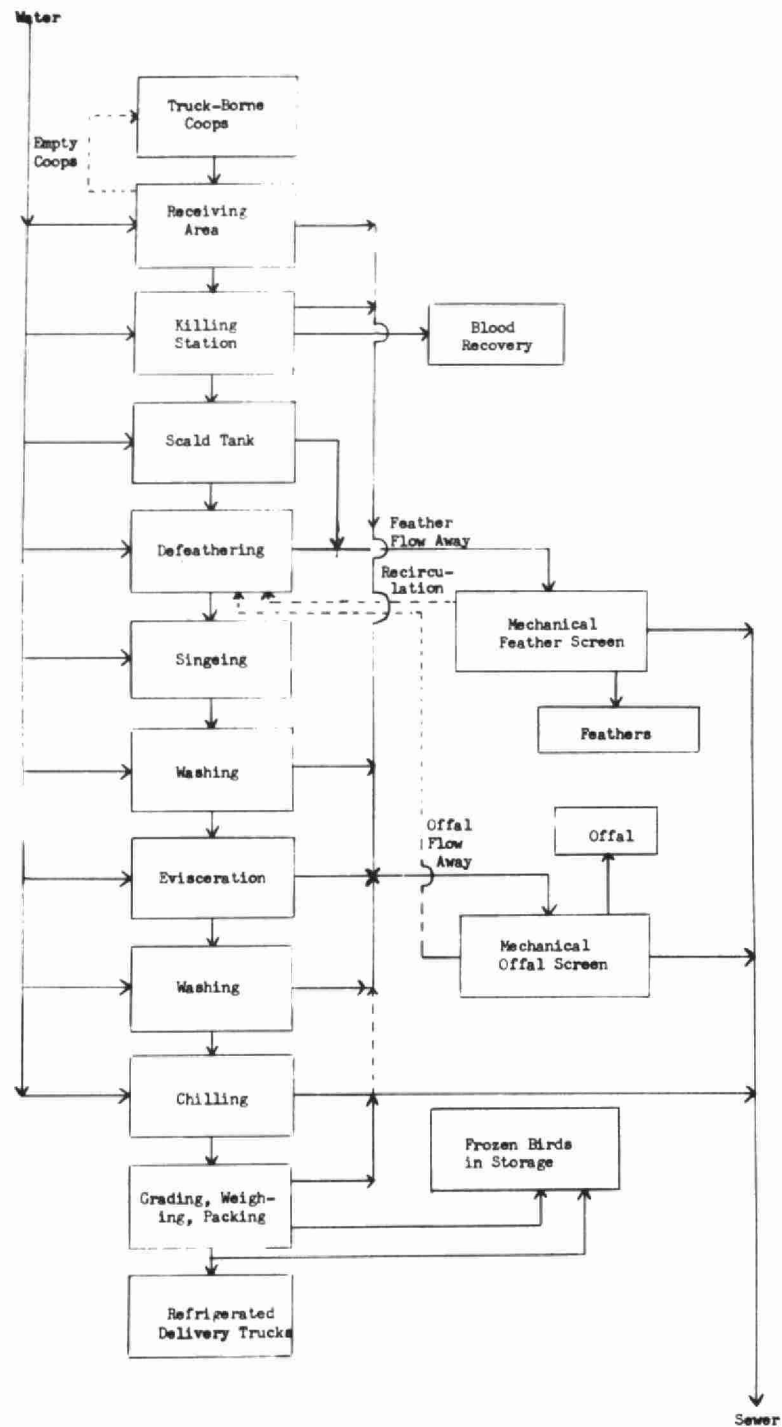 Water
Truck-Borne
Coops
Empty
Coops
Receiving
Area
Killing
Station
Blood
Recovery
Scald Tank
Feather
Flow Away
Defeathering
Recircu-
lation
Mechanical
Feather Screen
Singeing
Feathers
Washing
Offal
Flow
Away
Offal
Evisceration
Mechanical
Offal Screen
Washing
Chilling
Frozen Birds
in Storage
Grading, Weigh-
ing, Packing
Refrigerated
Delivery Trucks
Sewer